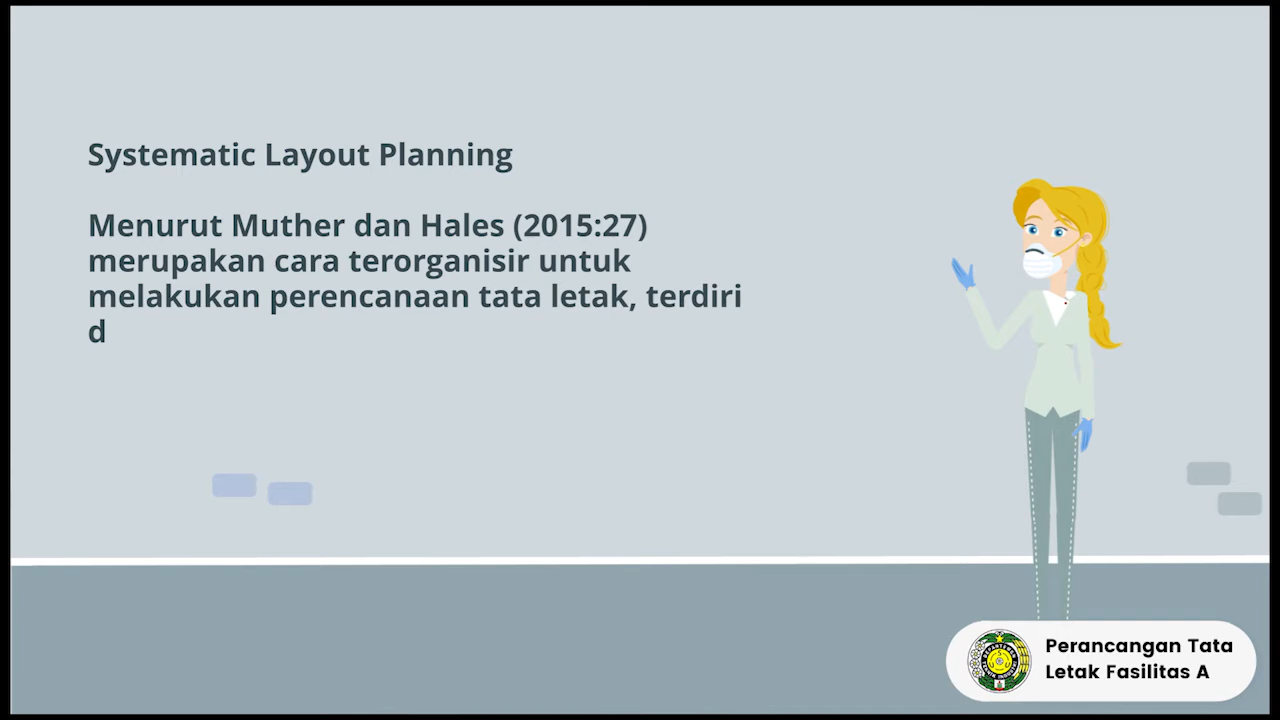 Systematic Layout Planning
Menurut Muther dan Hales (2015:27)
merupakan cara terorganisir untuk
melakukan perencanaan tata letak, terdiri
d
Perancangan Tata
Letak Fasilitas A